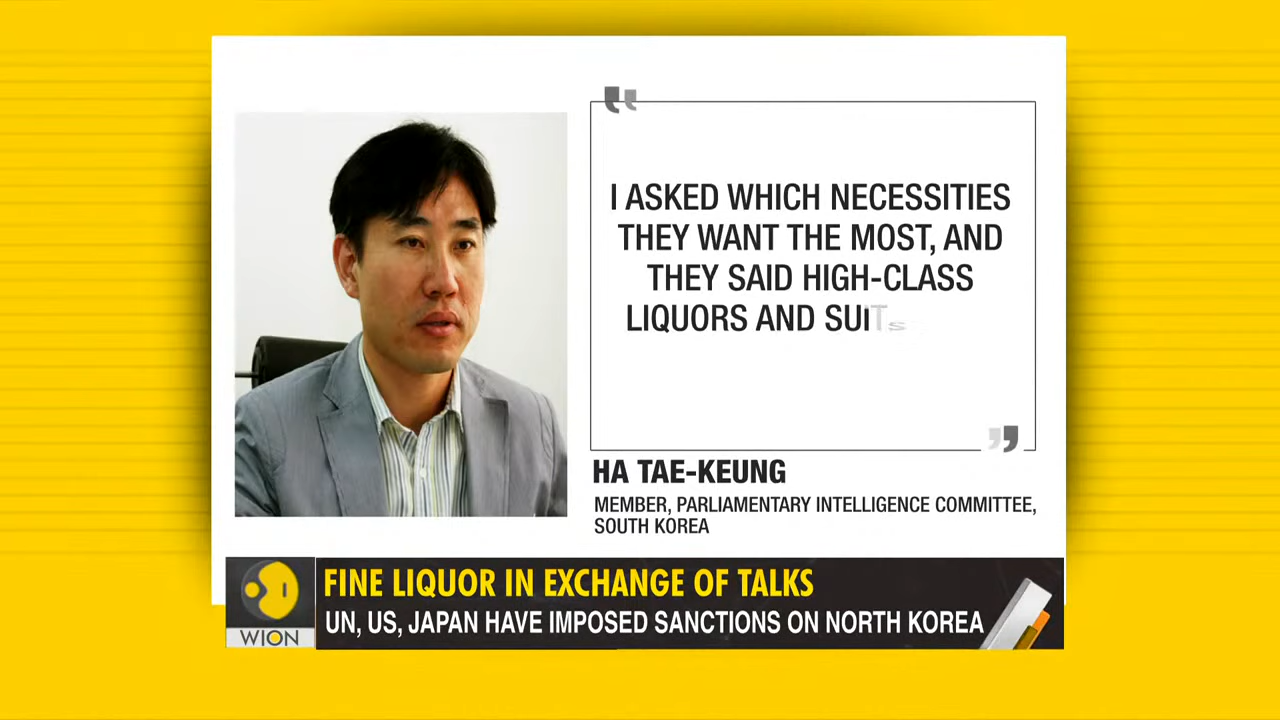 I ASKED WHICH NECESSITIES
THEY WANT THE MOST, AND
THEY SAID HIGH-CLASS
LIQUORS AND SUITS
HA TAE-KEUNG
MEMBER, PARLIAMENTARY INTELLIGENCE COMMITTEE,
SOUTH KOREA
FINE LIQUOR IN EXCHANGE OF TALKS
UN, US, JAPAN HAVE IMPOSED SANCTIONS ON NORTH KOREA
WION